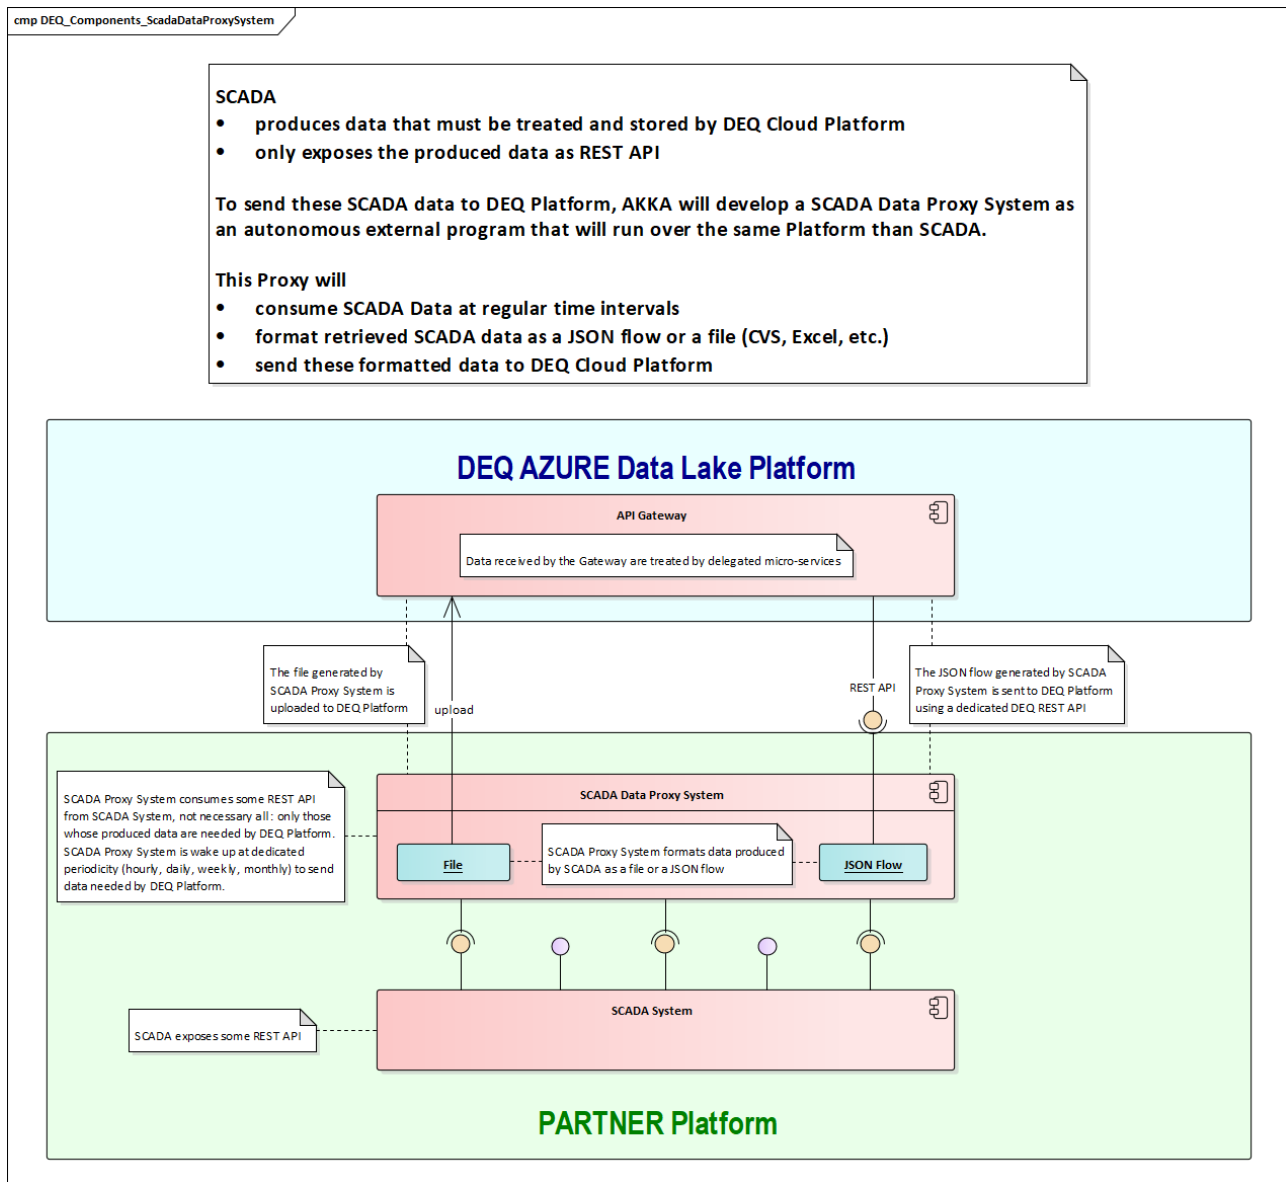 cmp DEQ_Components_ScadaDataProxySystem
SCADA
• produces data that must be treated and stored by DEQ Cloud Platform
• only exposes the produced data as REST API
To send these SCADA data to DEQ Platform, AKKA will develop a SCADA Data Proxy System as
an autonomous external program that will run over the same Platform than SCADA.
This Proxy will
• consume SCADA Data at regular time intervals
• format retrieved SCADA data as a JSON flow or a file (CVS, Excel, etc.)
• send these formatted data to DEQ Cloud Platform
DEQ AZURE Data Lake Platform
API Gateway
Data received by the Gateway are treated by delegated micro-services
The file generated by
SCADA Proxy System is
uploaded to DEQ Platform
upload
REST API
The JSON flow generated by SCADA
Proxy System is sent to DEQ Platform
using a dedicated DEQ REST API
SCADA Proxy System consumes some REST API
from SCADA System, not necessary all : only those
whose produced data are needed by DEQ Platform.
SCADA Proxy System is wake up at dedicated
periodicity (hourly, daily, weekly, monthly) to send
data needed by DEQ Platform.
SCADA Data Proxy System
File
SCADA Proxy System formats data produced
by SCADA as a file or a JSON flow
JSON Flow
SCADA System
SCADA exposes some REST API
PARTNER Platform